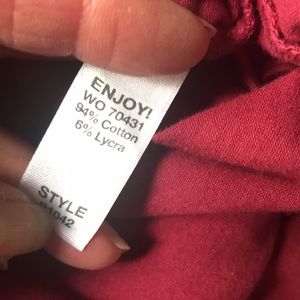 ENJOY!
WO 70431
94% Cotton
6% Lycra
STYLE